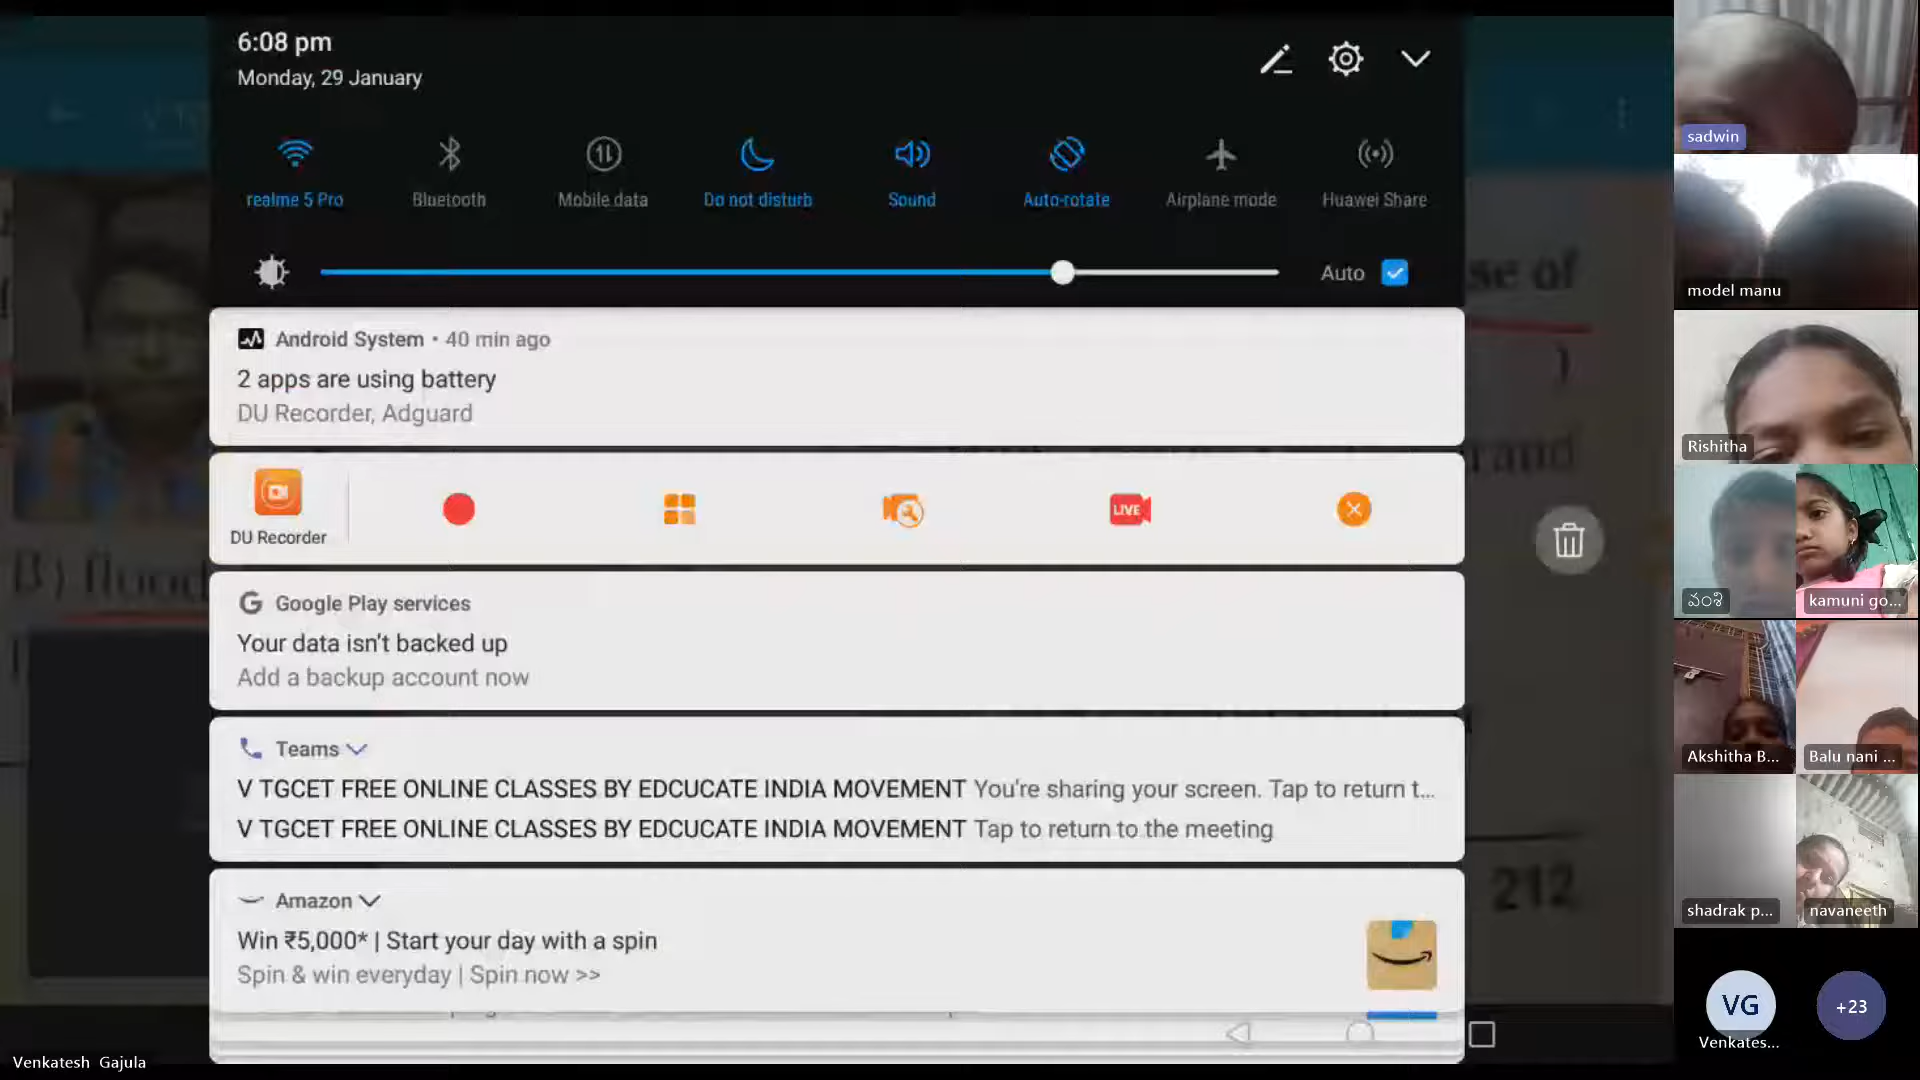 6:08 pm
Monday, 29 January
realme 5 Pro
Bluetooth
Mobile data
Do not disturb
Sound
Auto-rotate
Airplane mode
Huawei Share
Auto
se of
)
Android System • 40 min ago
2 apps are using battery
DU Recorder, Adguard
rand
DU Recorder
LIVE
B) flood
Google Play services
Your data isn't backed up
Add a backup account now
Teams
V TGCET FREE ONLINE CLASSES BY EDCUCATE INDIA MOVEMENT You're sharing your screen. Tap to return t...
V TGCET FREE ONLINE CLASSES BY EDCUCATE INDIA MOVEMENT Tap to return to the meeting
212
Amazon
Win ₹5,000* | Start your day with a spin
Spin & win everyday | Spin now >>
Venkatesh Gajula
sadwin
model manu
Rishitha
వంశి
kamuni go...
Akshitha B...
Balu nani ...
shadrak p...
navaneeth
VG
Venkates...
+23